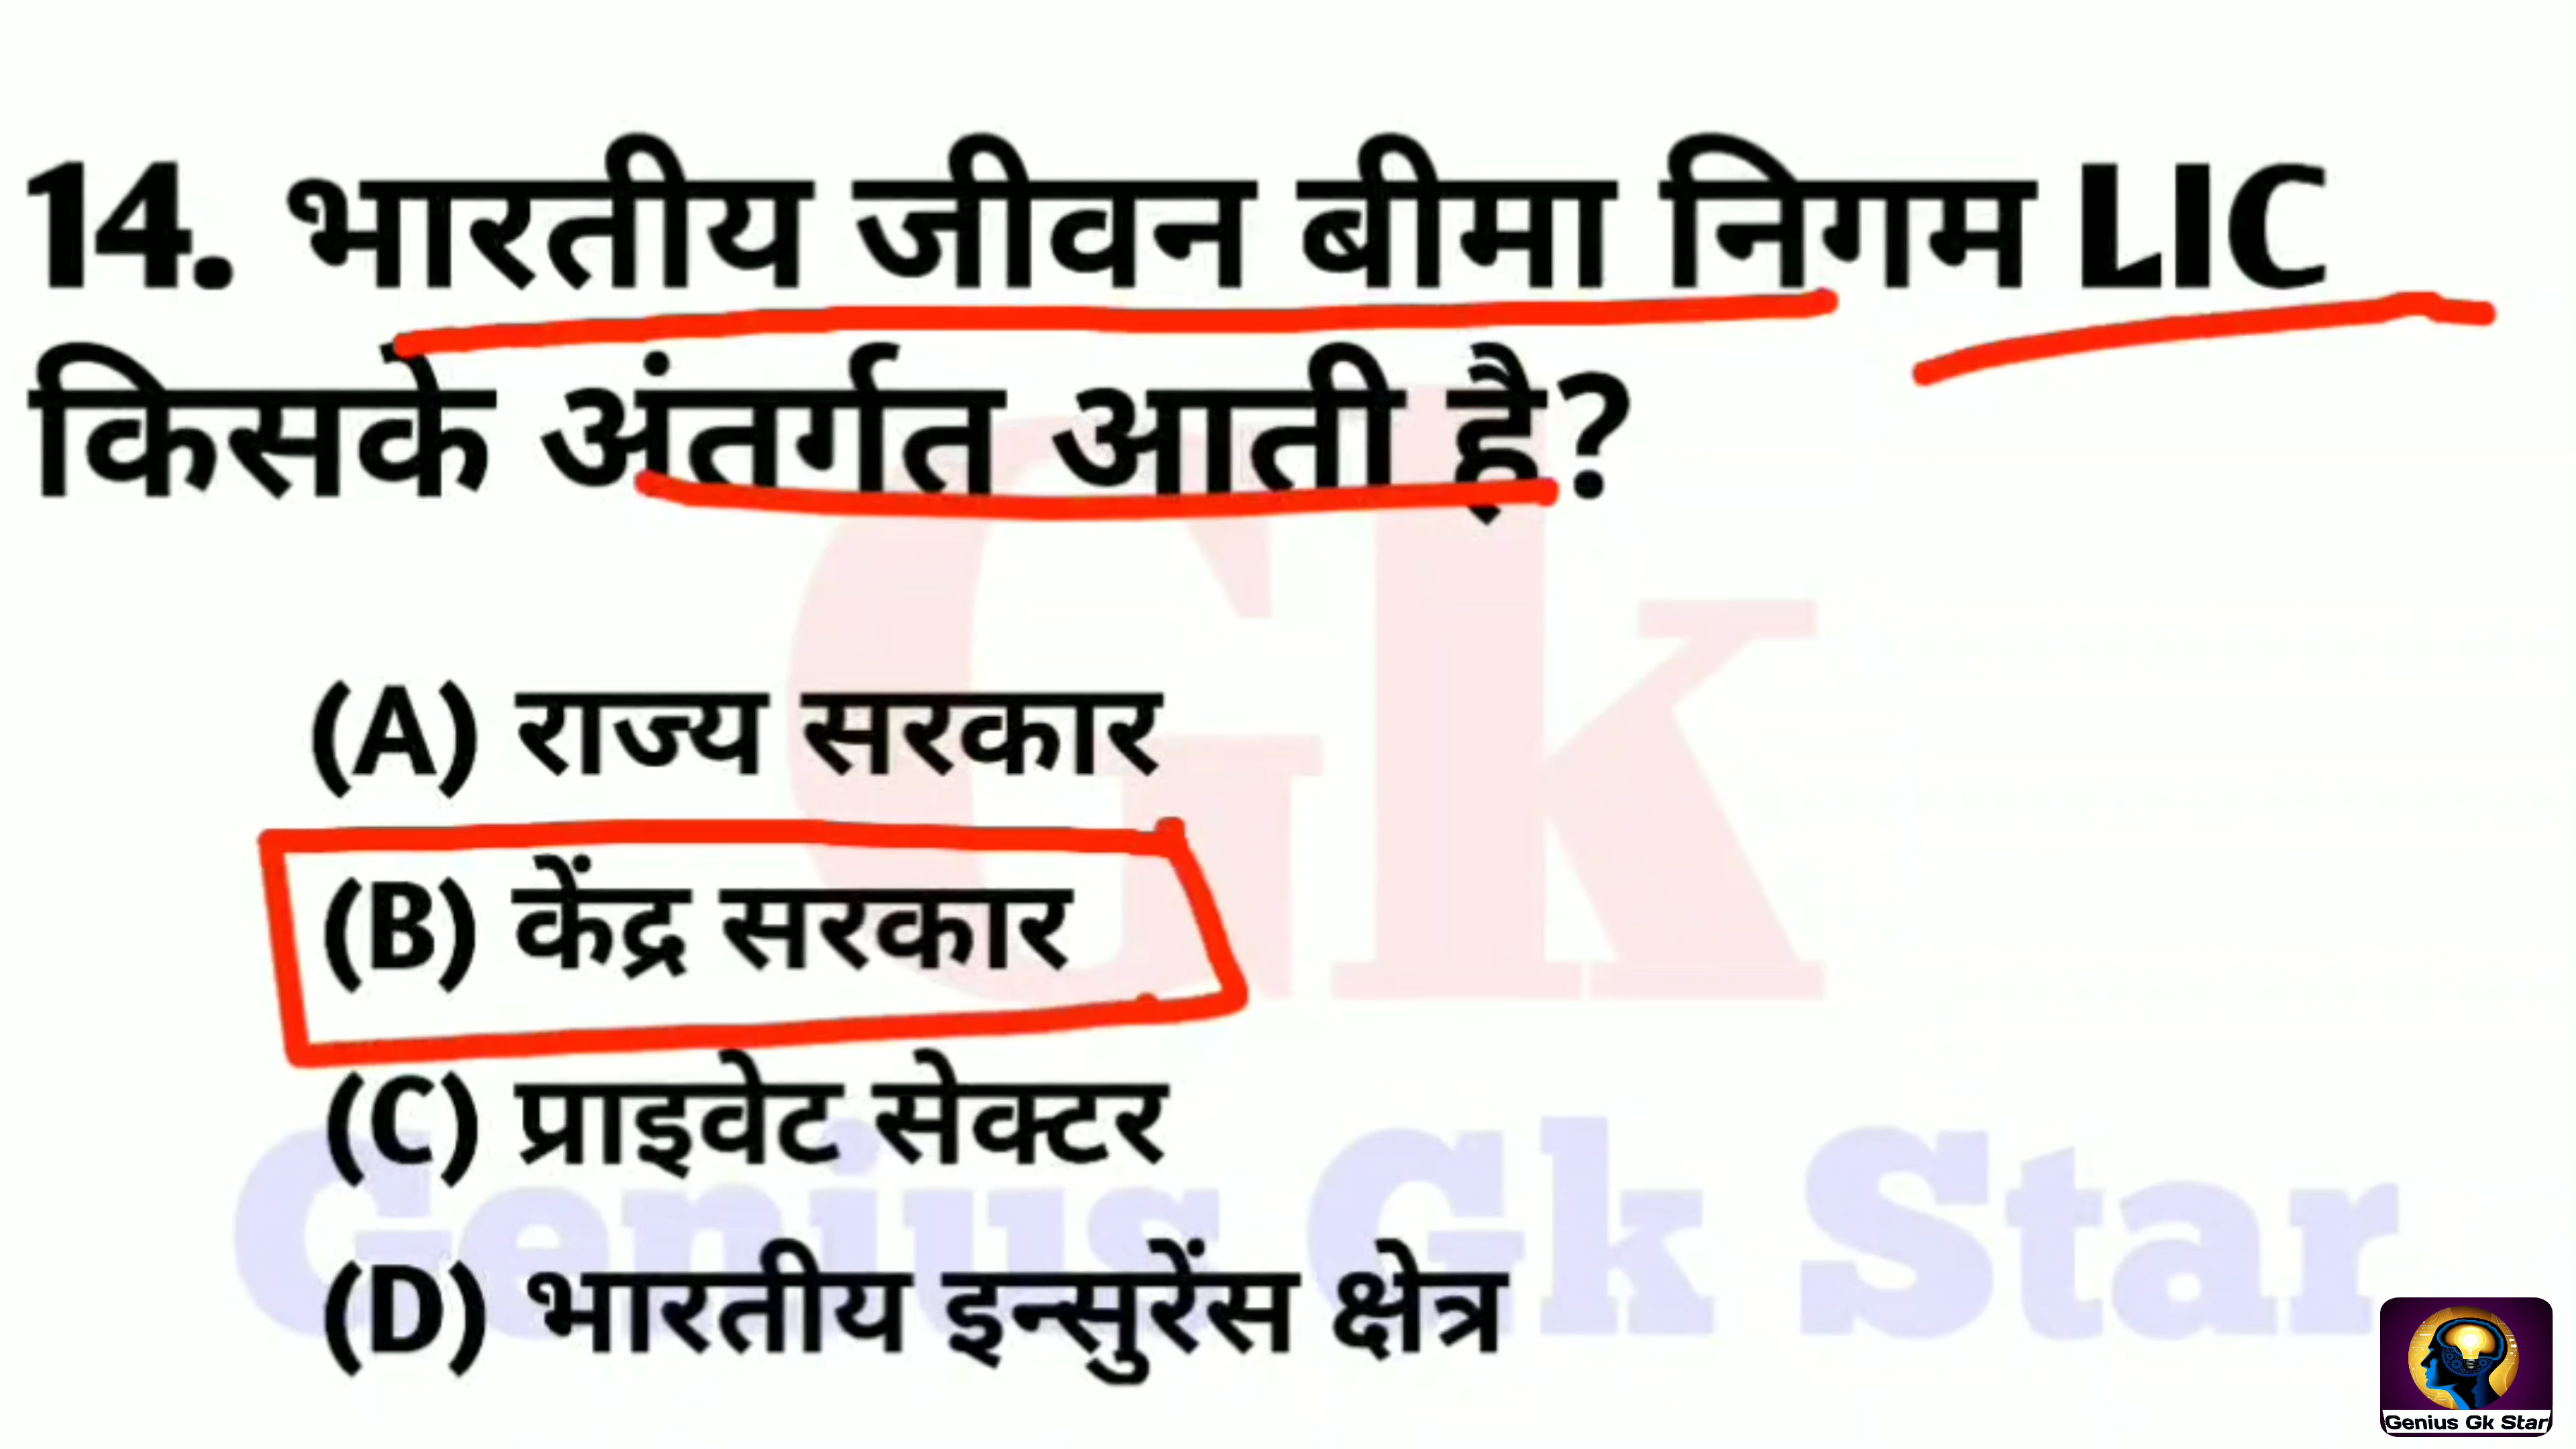 14. भारतीय जीवन बीमा निगम LIC
किसके अंतर्गत आती है?
(A) राज्य सरकार
(B) केंद्र सरकार
(C) प्राइवेट सेक्टर
(D) भारतीय इन्सुरेंस क्षेत्र
Gk
Genius Gk Star
Genius Gk Star